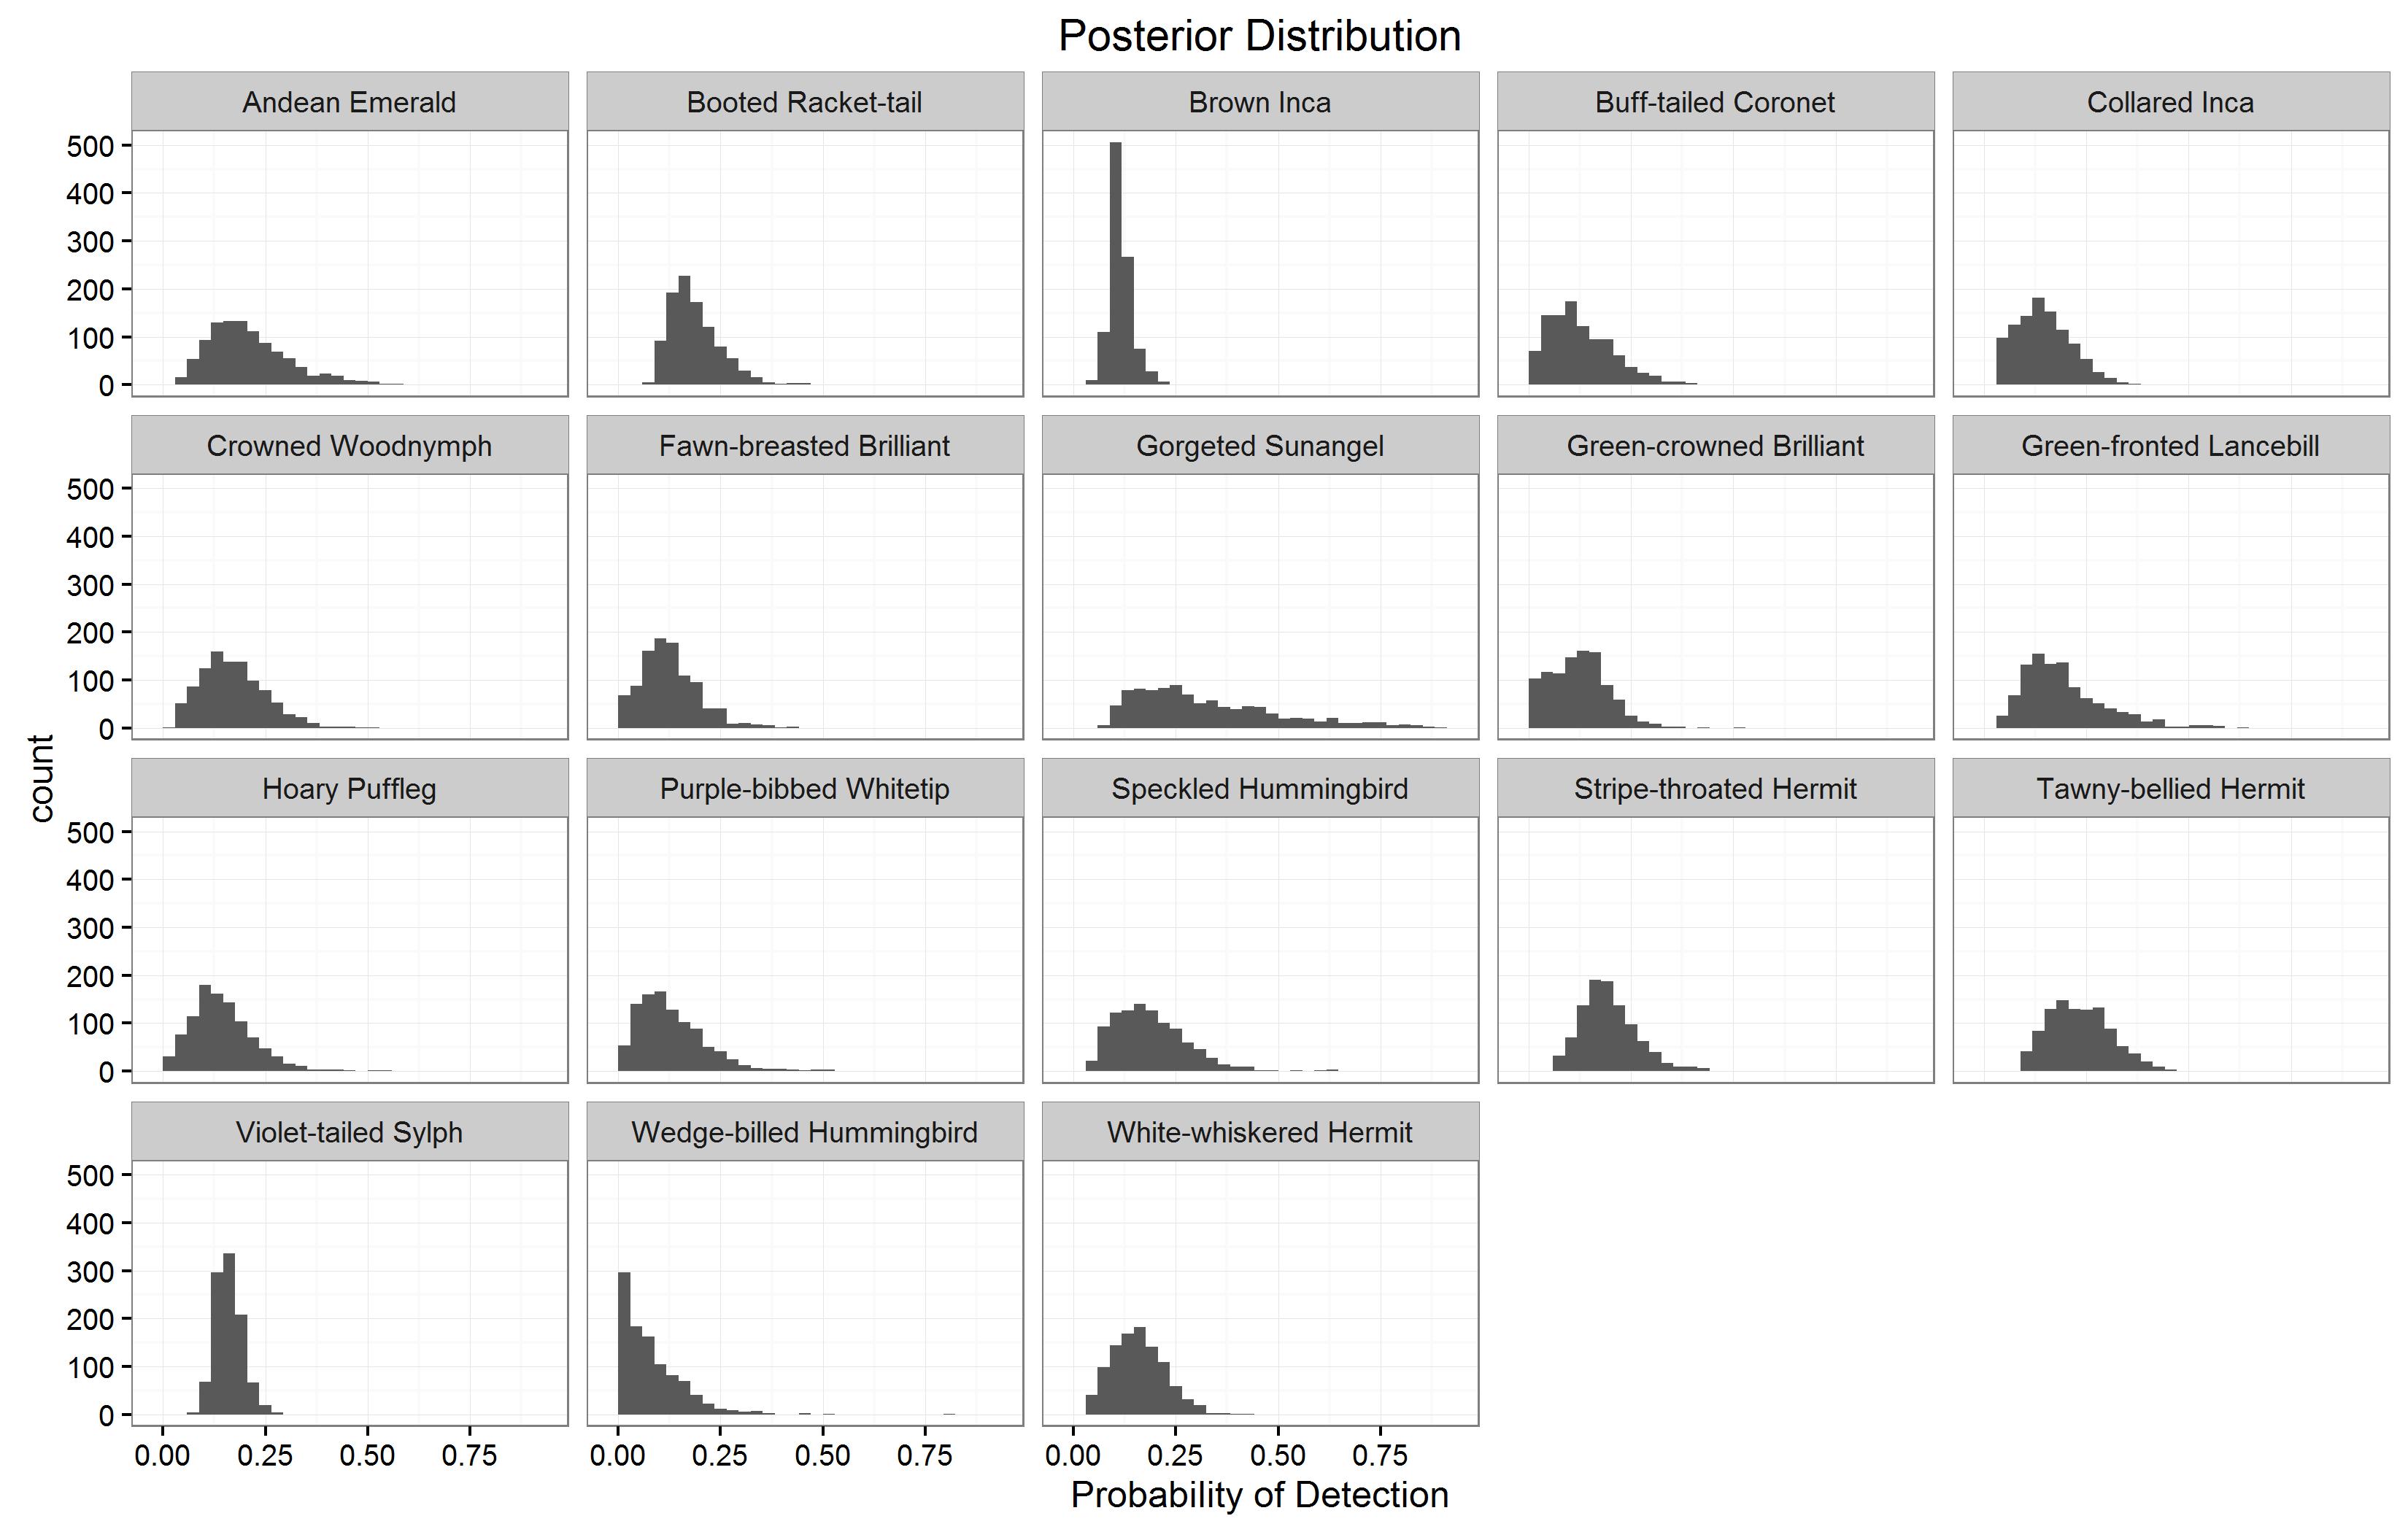 Posterior Distribution
Andean Emerald
Booted Racket-tail
Brown Inca
Buff-tailed Coronet
Collared Inca
500
400
300
200
100
0
Crowned Woodnymph
Fawn-breasted Brilliant
Gorgeted Sunangel
Green-crowned Brilliant
Green-fronted Lancebill
500
400
300
200
100
0
count
Hoary Puffleg
Purple-bibbed Whitetip
Speckled Hummingbird
Stripe-throated Hermit
Tawny-bellied Hermit
500
400
300
200
100
0
Violet-tailed Sylph
Wedge-billed Hummingbird
White-whiskered Hermit
500
400
300
200
100
0
0.00 0.25 0.50 0.75
0.00 0.25 0.50 0.75
0.00 0.25 0.50 0.75
Probability of Detection